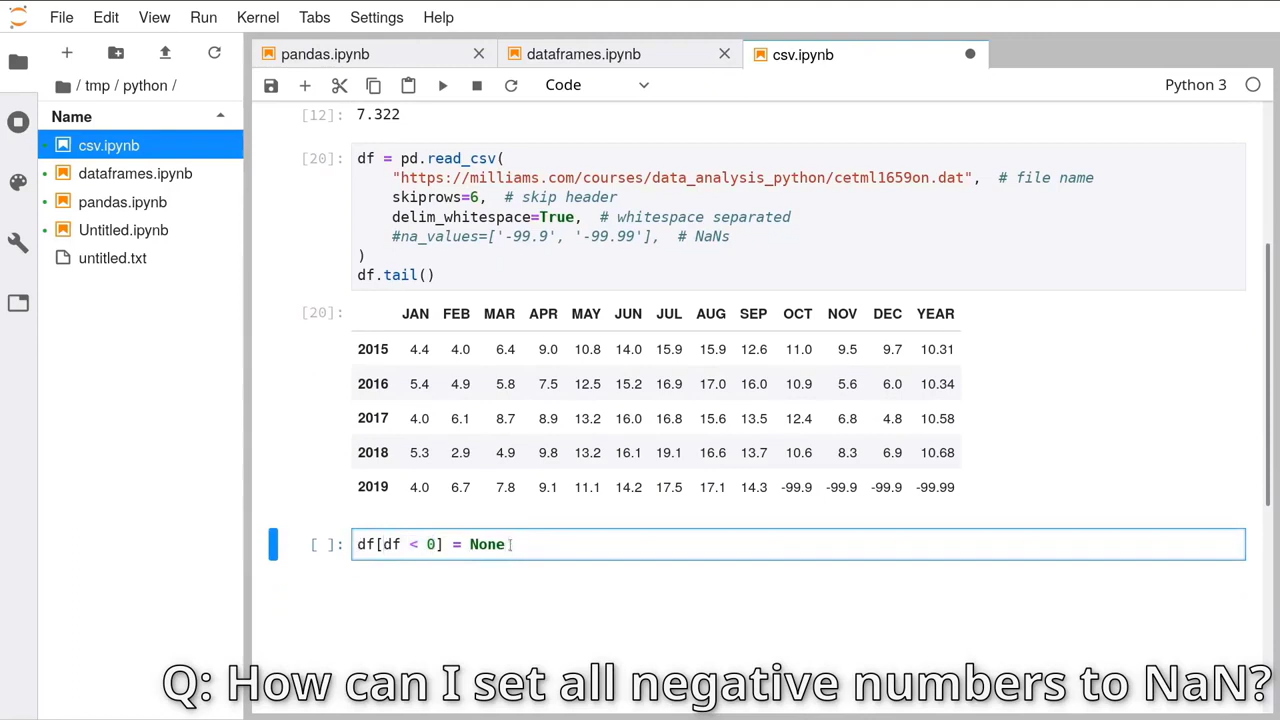 File Edit View Run Kernel Tabs Settings Help
pandas.ipynb
dataframes.ipynb
csv.ipynb
/ tmp / python /
Code
Python 3
Name
csv.ipynb
dataframes.ipynb
pandas.ipynb
Untitled.ipynb
untitled.txt
[12]: 7.322
[20]: df = pd.read_csv(
"https://milliams.com/courses/data_analysis_python/cetml1659on.dat",  # file name
skiprows=6,  # skip header
delim_whitespace=True,  # whitespace separated
#na_values=['-99.9', '-99.99'],  # NaNs
)
df.tail()
[20]: JAN FEB MAR APR MAY JUN JUL AUG SEP OCT NOV DEC YEAR
2015 4.4 4.0 6.4 9.0 10.8 14.0 15.9 15.9 12.6 11.0 9.5 9.7 10.31
2016 5.4 4.9 5.8 7.5 12.5 15.2 16.9 17.0 16.0 10.9 5.6 6.0 10.34
2017 4.0 6.1 8.7 8.9 13.2 16.0 16.8 15.6 13.5 12.4 6.8 4.8 10.58
2018 5.3 2.9 4.9 9.8 13.2 16.1 19.1 16.6 13.7 10.6 8.3 6.9 10.68
2019 4.0 6.7 7.8 9.1 11.1 14.2 17.5 17.1 14.3 -99.9 -99.9 -99.9 -99.99
[ ]: df[df < 0] = None
Q: How can I set all negative numbers to NaN?